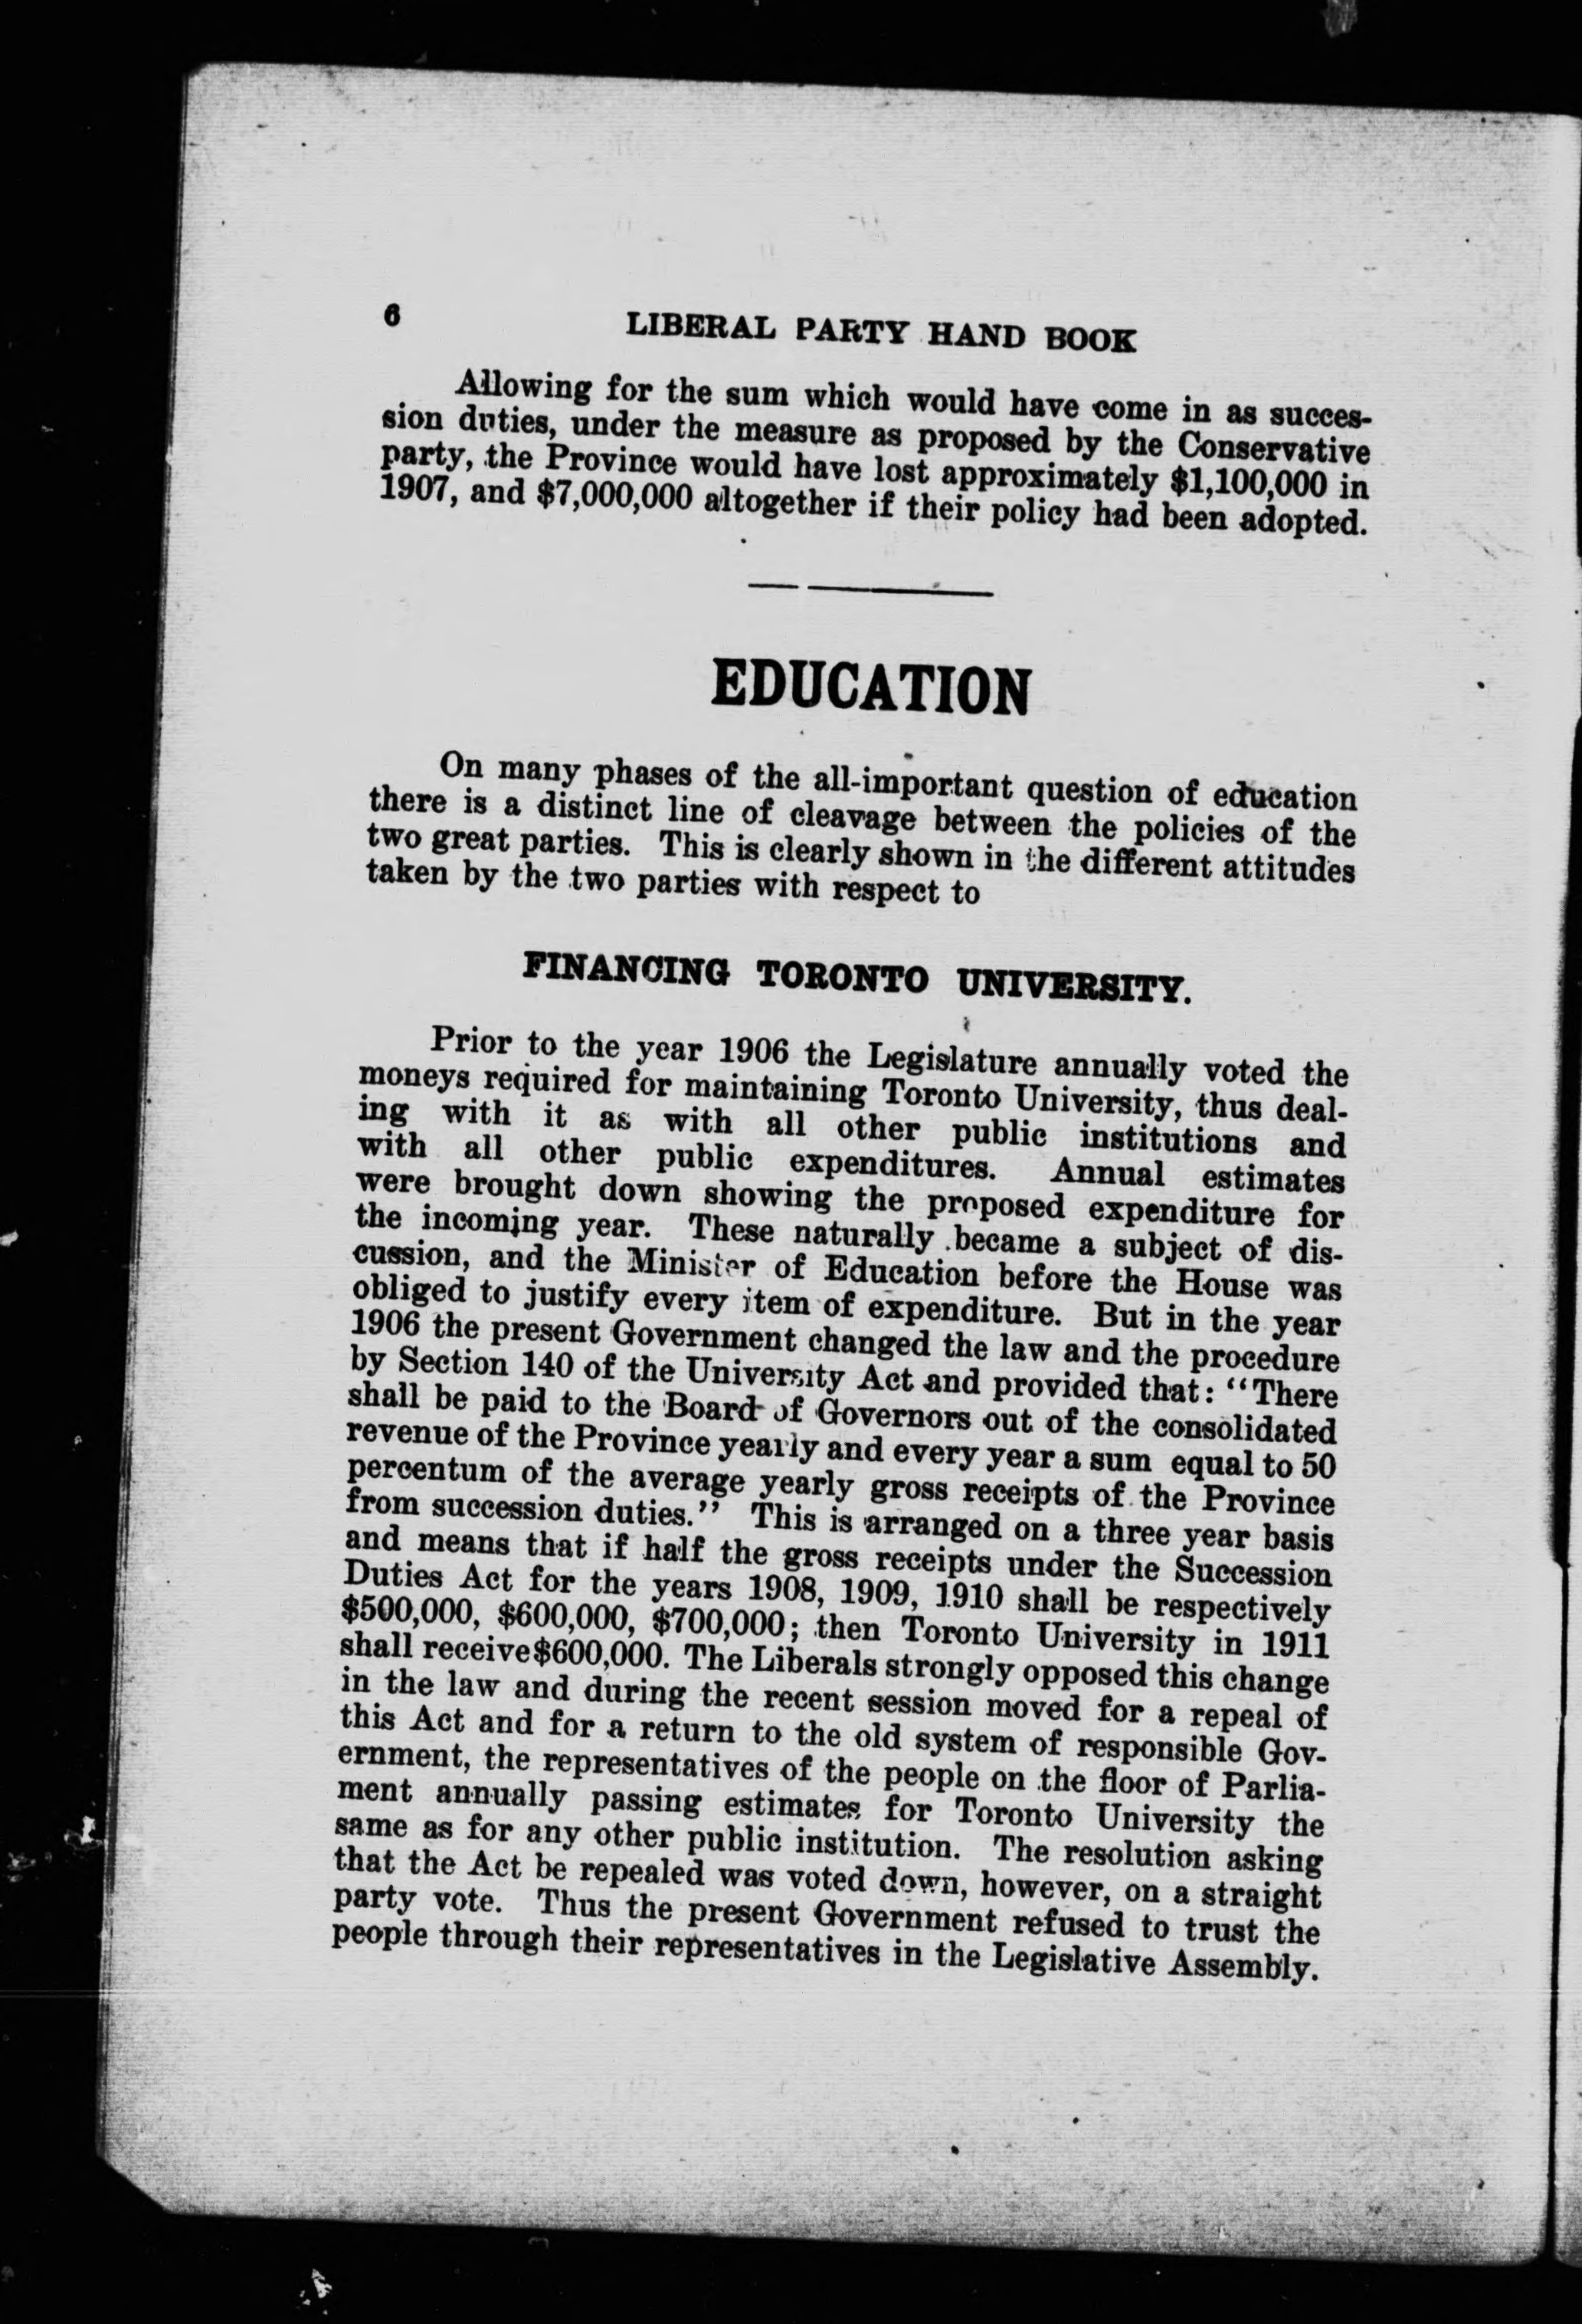 6
LIBERAL PARTY HAND BOOK
Allowing for the sum which would have come in as succes-
sion duties, under the measure as proposed by the Conservative
party, the Province would have lost approximately $1,100,000 in
1907, and $7,000,000 altogether if their policy had been adopted.
EDUCATION
On many phases of the all-important question of education
there is a distinct line of cleavage between the policies of the
two great parties. This is clearly shown in the different attitudes
taken by the two parties with respect to
FINANCING TORONTO UNIVERSITY.
Prior to the year 1906 the Legislature annually voted the
moneys required for maintaining Toronto University, thus deal-
ing with it as with all other public institutions and
with all other public expenditures. Annual estimates
were brought down showing the proposed expenditure for
the incoming year. These naturally became a subject of dis-
cussion, and the Minister of Education before the House was
obliged to justify every item of expenditure. But in the year
1906 the present Government changed the law and the procedure
by Section 140 of the University Act and provided that: "There
shall be paid to the Board of Governors out of the consolidated
revenue of the Province yearly and every year a sum equal to 50
percentum of the average yearly gross receipts of the Province
from succession duties." This is arranged on a three year basis
and means that if half the gross receipts under the Succession
Duties Act for the years 1908, 1909, 1910 shall be respectively
$500,000, $600,000, $700,000; then Toronto University in 1911
shall receive $600,000. The Liberals strongly opposed this change
in the law and during the recent session moved for a repeal of
this Act and for a return to the old system of responsible Gov-
ernment, the representatives of the people on the floor of Parlia-
ment annually passing estimates for Toronto University the
same as for any other public institution. The resolution asking
that the Act be repealed was voted down, however, on a straight
party vote. Thus the present Government refused to trust the
people through their representatives in the Legislative Assembly.